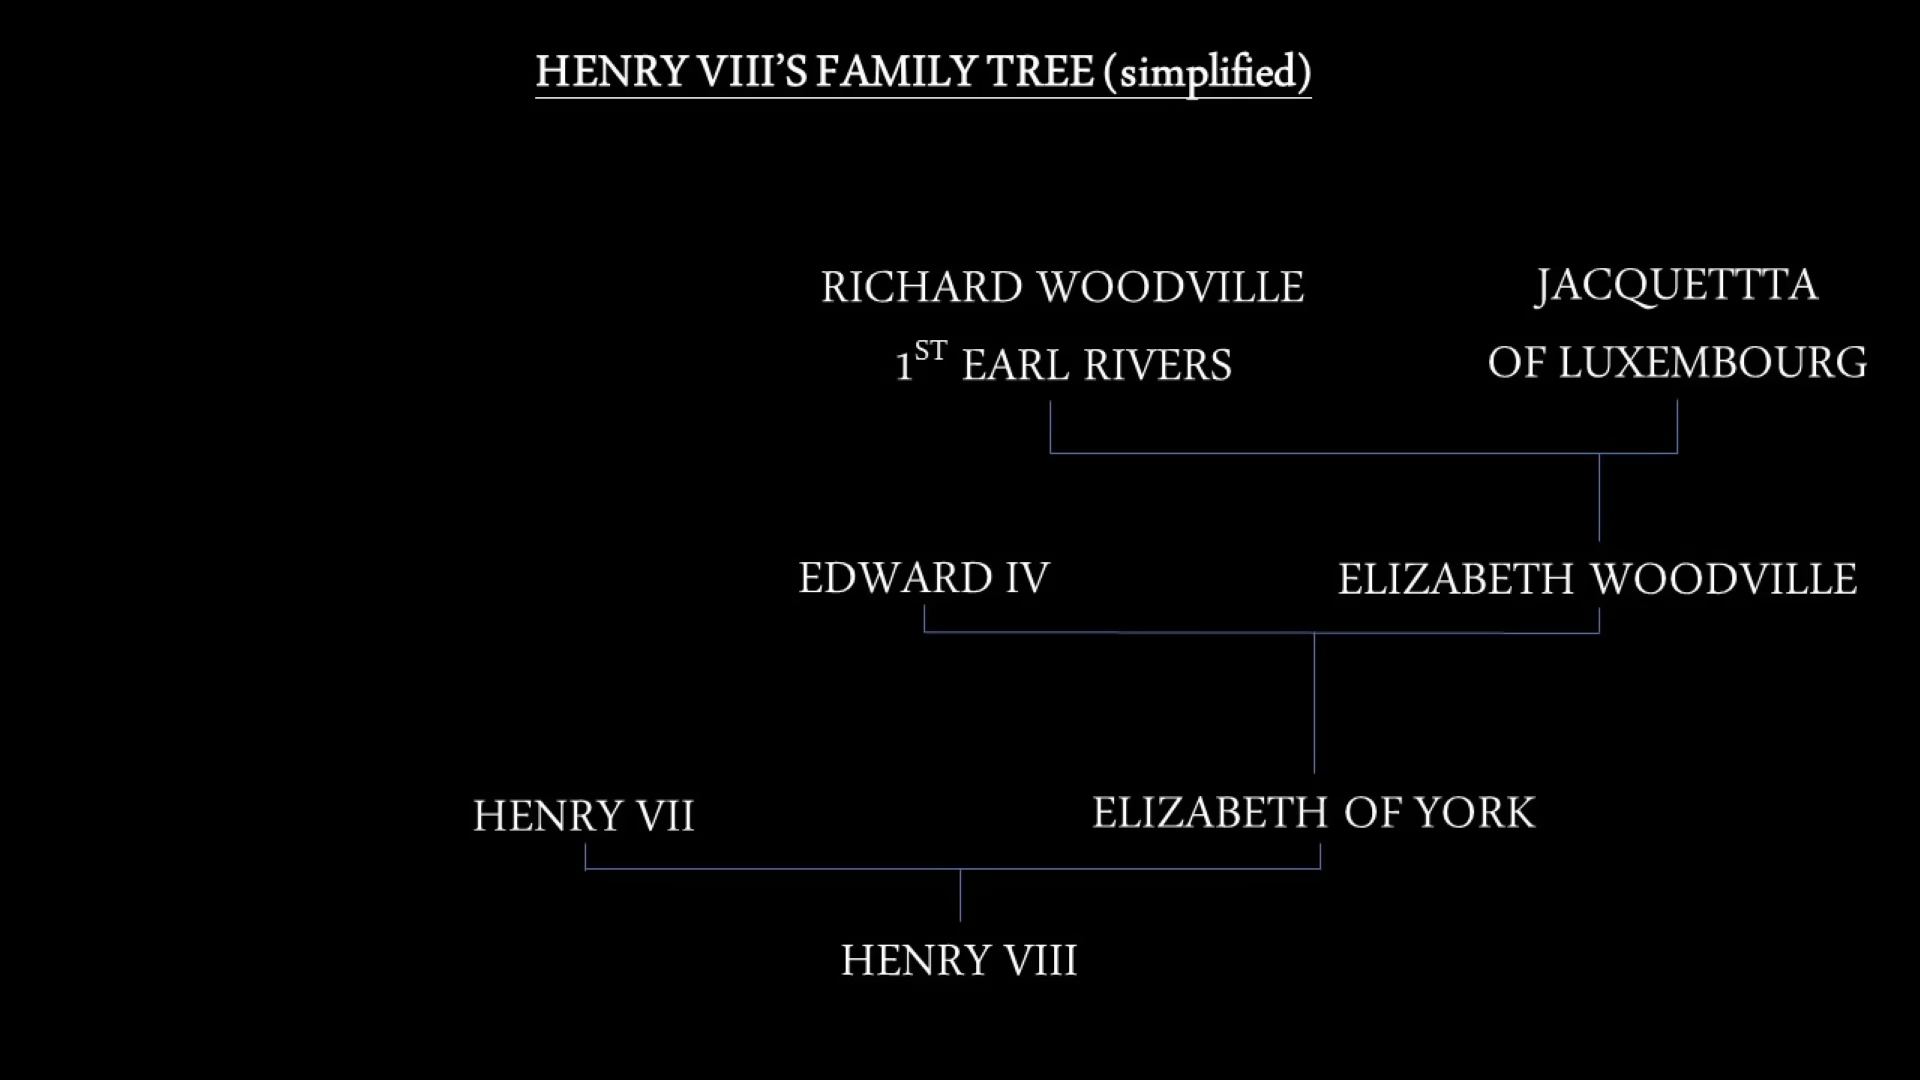 HENRY VIII'S FAMILY TREE (simplified)
RICHARD WOODVILLE
1ST EARL RIVERS
JACQUETTTA
OF LUXEMBOURG
EDWARD IV
ELIZABETH WOODVILLE
HENRY VII
ELIZABETH OF YORK
HENRY VIII